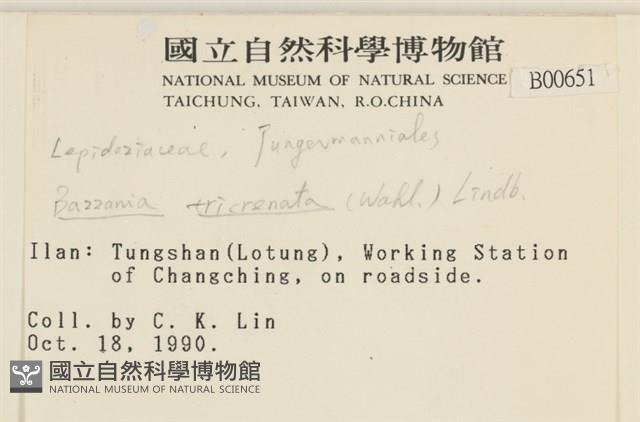 國立自然科學博物館
NATIONAL MUSEUM OF NATURAL SCIENCE
B00651
TAICHUNG, TAIWAN, R.O.CHINA
Lepidoziaceae, Jungermanniales
Bazzania tricrenata (Wahl.) Lindb.
Ilan: Tungshan(Lotung), Working Station
of Changching, on roadside.
Coll. by C. K. Lin
Oct. 18, 1990.
國立自然科學博物館
NATIONAL MUSEUM OF NATURAL SCIENCE